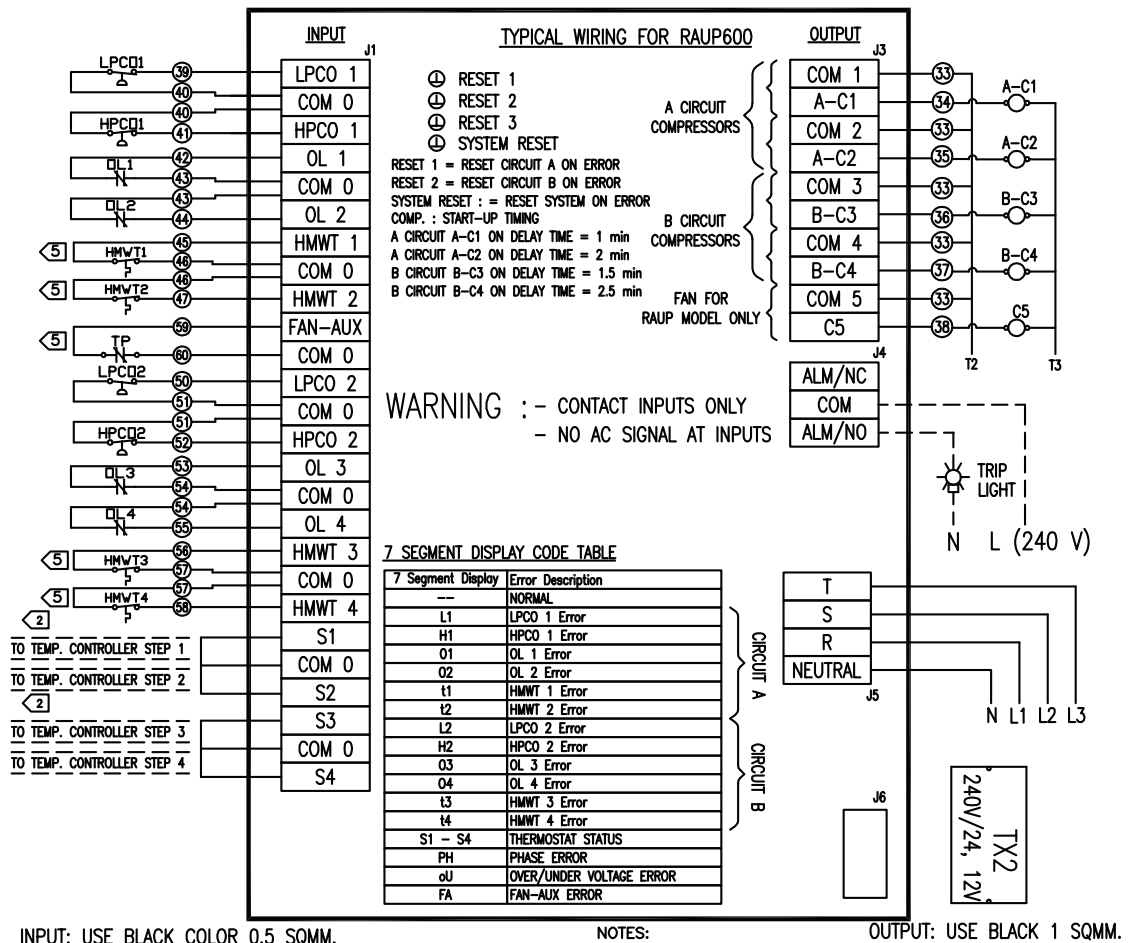 INPUT
TYPICAL WIRING FOR RAUP600
OUTPUT
J1
J3
LPCO1
39
LPCO 1
40
COM 0
40
HPCO1
41
HPCO 1
42
OL 1
OL1
43
COM 0
43
OL2
44
OL 2
45
HMWT 1
5
HMWT1
46
COM 0
46
5
HMWT2
47
HMWT 2
59
FAN-AUX
5
TP
60
COM 0
LPCO2
50
LPCO 2
51
COM 0
51
HPCO2
52
HPCO 2
53
OL 3
OL3
54
COM 0
54
OL4
55
OL 4
56
HMWT 3
5
HMWT3
57
COM 0
57
5
HMWT4
58
HMWT 4
2
S1
TO TEMP. CONTROLLER STEP 1
COM 0
TO TEMP. CONTROLLER STEP 2
S2
2
S3
TO TEMP. CONTROLLER STEP 3
COM 0
TO TEMP. CONTROLLER STEP 4
S4
RESET 1
RESET 2
RESET 3
SYSTEM RESET
RESET 1 = RESET CIRCUIT A ON ERROR
RESET 2 = RESET CIRCUIT B ON ERROR
SYSTEM RESET : = RESET SYSTEM ON ERROR
COMP. : START-UP TIMING
A CIRCUIT A-C1 ON DELAY TIME = 1 min
A CIRCUIT A-C2 ON DELAY TIME = 2 min
B CIRCUIT B-C3 ON DELAY TIME = 1.5 min
B CIRCUIT B-C4 ON DELAY TIME = 2.5 min
A CIRCUIT
COMPRESSORS
B CIRCUIT
COMPRESSORS
FAN FOR
RAUP MODEL ONLY
COM 1
33
A-C1
34
A-C1
COM 2
33
A-C2
35
A-C2
COM 3
33
B-C3
36
B-C3
COM 4
33
B-C4
37
B-C4
COM 5
33
C5
38
C5
T2
T3
J4
ALM/NC
COM
ALM/NO
TRIP
LIGHT
N
L (240 V)
WARNING : - CONTACT INPUTS ONLY
- NO AC SIGNAL AT INPUTS
7 SEGMENT DISPLAY CODE TABLE
7 Segment Display Error Description
-- NORMAL
L1 LPCO 1 Error
H1 HPCO 1 Error
O1 OL 1 Error
O2 OL 2 Error
t1 HMWT 1 Error
t2 HMWT 2 Error
L2 LPCO 2 Error
H2 HPCO 2 Error
O3 OL 3 Error
O4 OL 4 Error
t3 HMWT 3 Error
t4 HMWT 4 Error
S1 - S4 THERMOSTAT STATUS
PH PHASE ERROR
oU OVER/UNDER VOLTAGE ERROR
FA FAN-AUX ERROR
CIRCUIT A
CIRCUIT B
T
S
R
NEUTRAL
J5
N L1 L2 L3
J6
TX2
240V/24, 12V
INPUT: USE BLACK COLOR 0.5 SQMM.
NOTES:
OUTPUT: USE BLACK 1 SQMM.